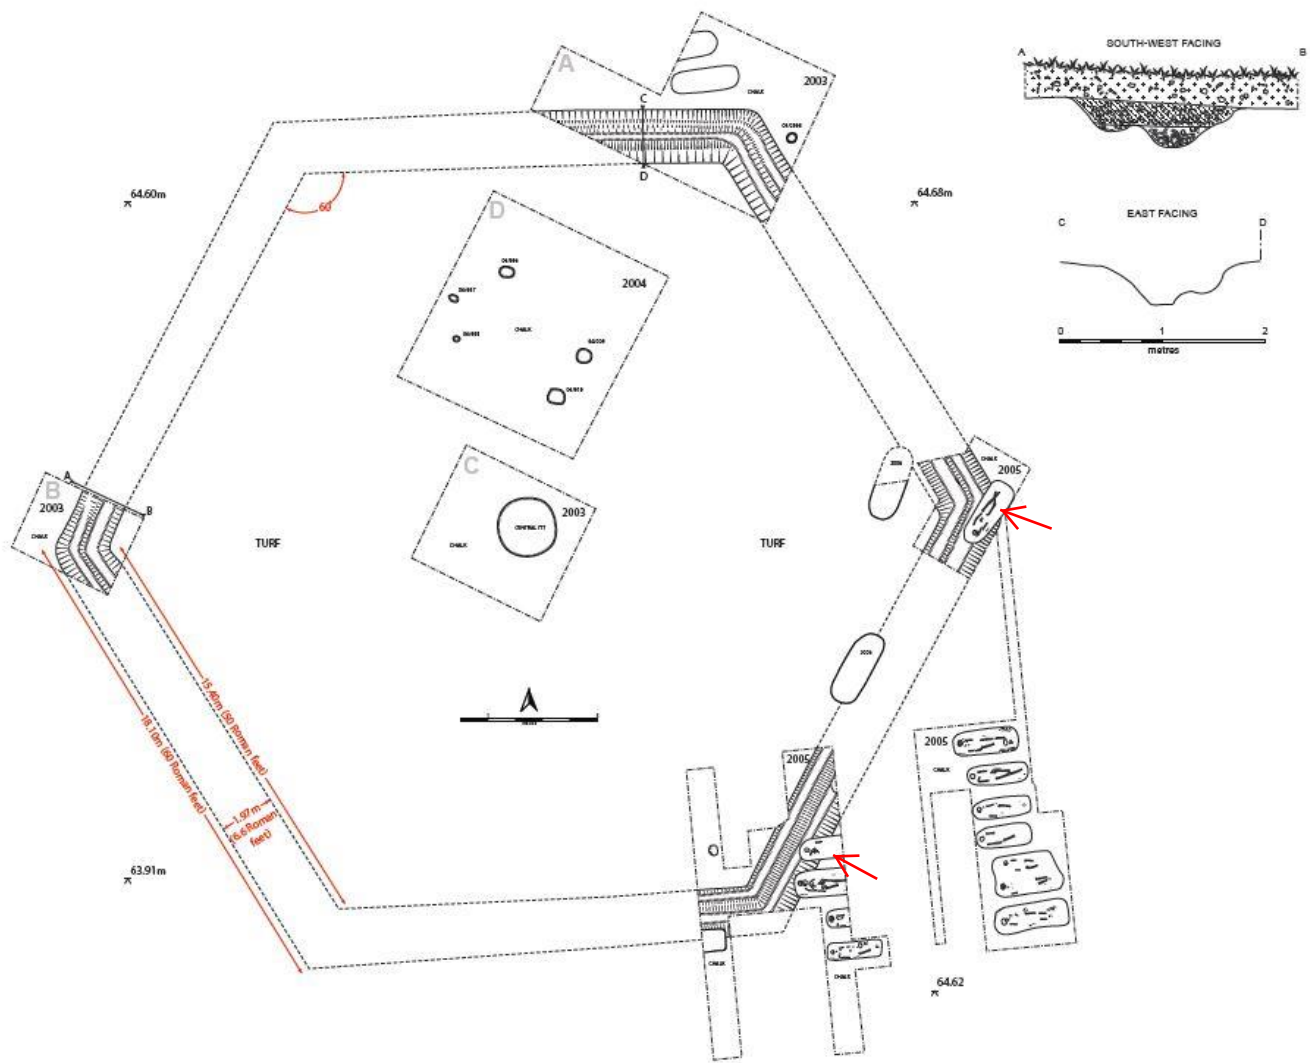 A
2003
CHALK
C
D
64.60m
60
64.68m
D
2004
CHALK
C
2003
CENTRAL PIT
CHALK
A
B
2003
CHALK
B
TURF
TURF
CHALK
2005
15.40m (50 Roman feet)
18.10m (60 Roman feet)
1.97m
(6.6 Roman
feet)
63.91m
2005
CHALK
CHALK
2005
CHALK
64.62
SOUTH-WEST FACING
A
B
EAST FACING
C
D
0
1
2
metres